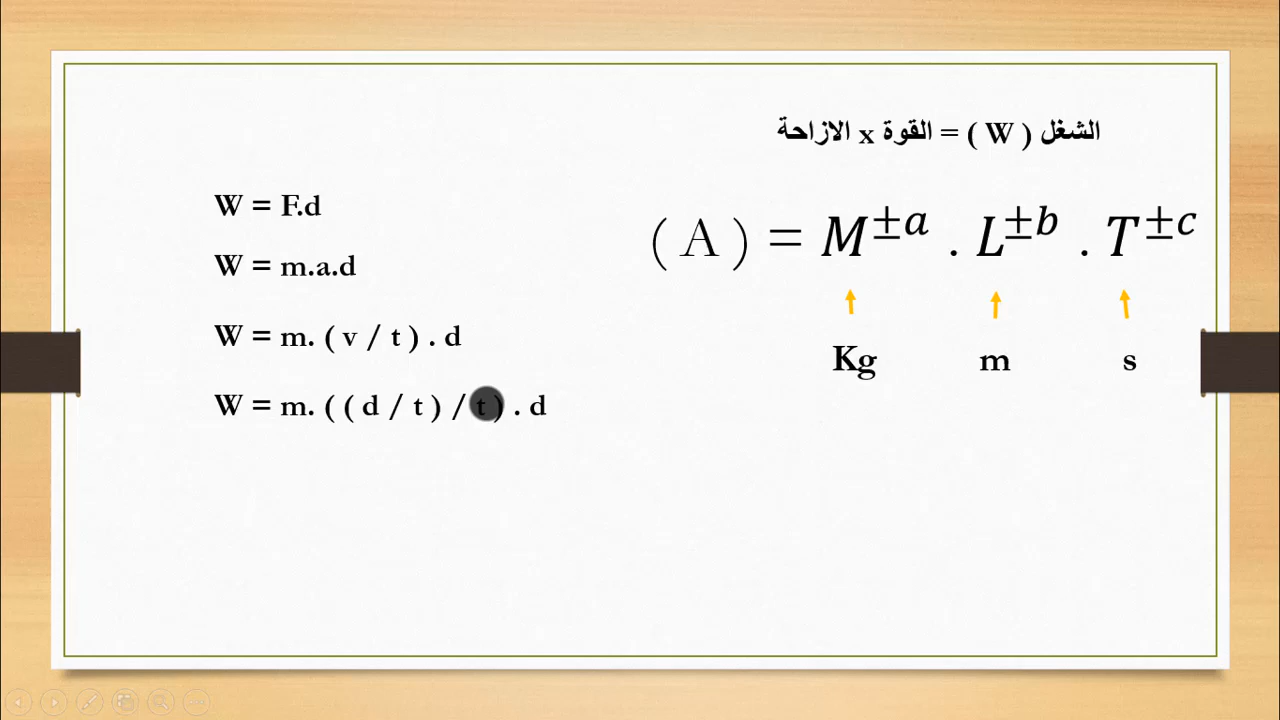 الشغل ( W ) = القوة x الازاحة
W = F.d
W = m.a.d
W = m. ( v / t ) . d
W = m. ( ( d / t ) / t ) . d
( A ) = M^{±a} . L^{±b} . T^{±c}
Kg m s